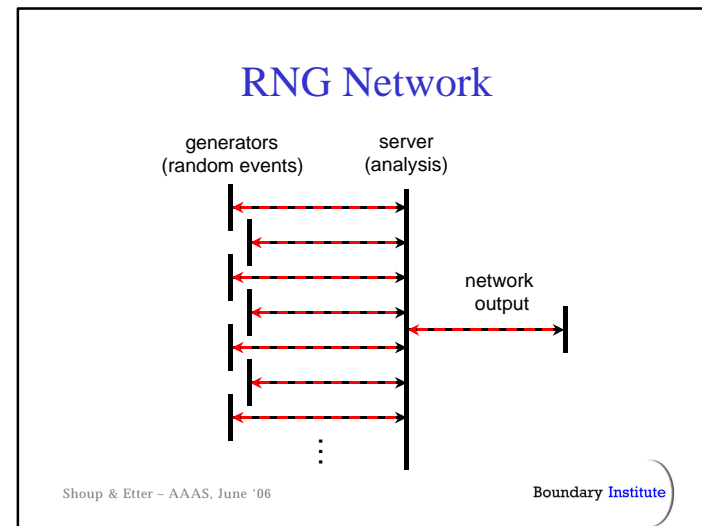 RNG Network
generators
(random events)
server
(analysis)
network
output
...
Shoup & Etter – AAAS, June ‘06
Boundary Institute